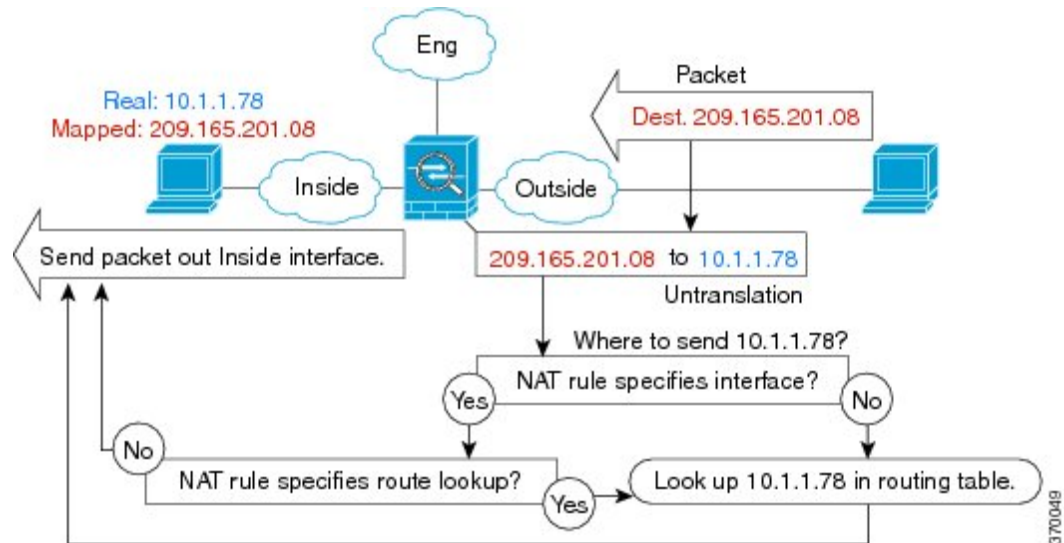 Eng
Packet
Real: 10.1.1.78
Mapped: 209.165.201.08
Dest. 209.165.201.08
Inside
Outside
Send packet out Inside interface.
209.165.201.08 to 10.1.1.78
Untranslation
Where to send 10.1.1.78?
NAT rule specifies interface?
Yes
No
No
NAT rule specifies route lookup?
Yes
Look up 10.1.1.78 in routing table.
370049